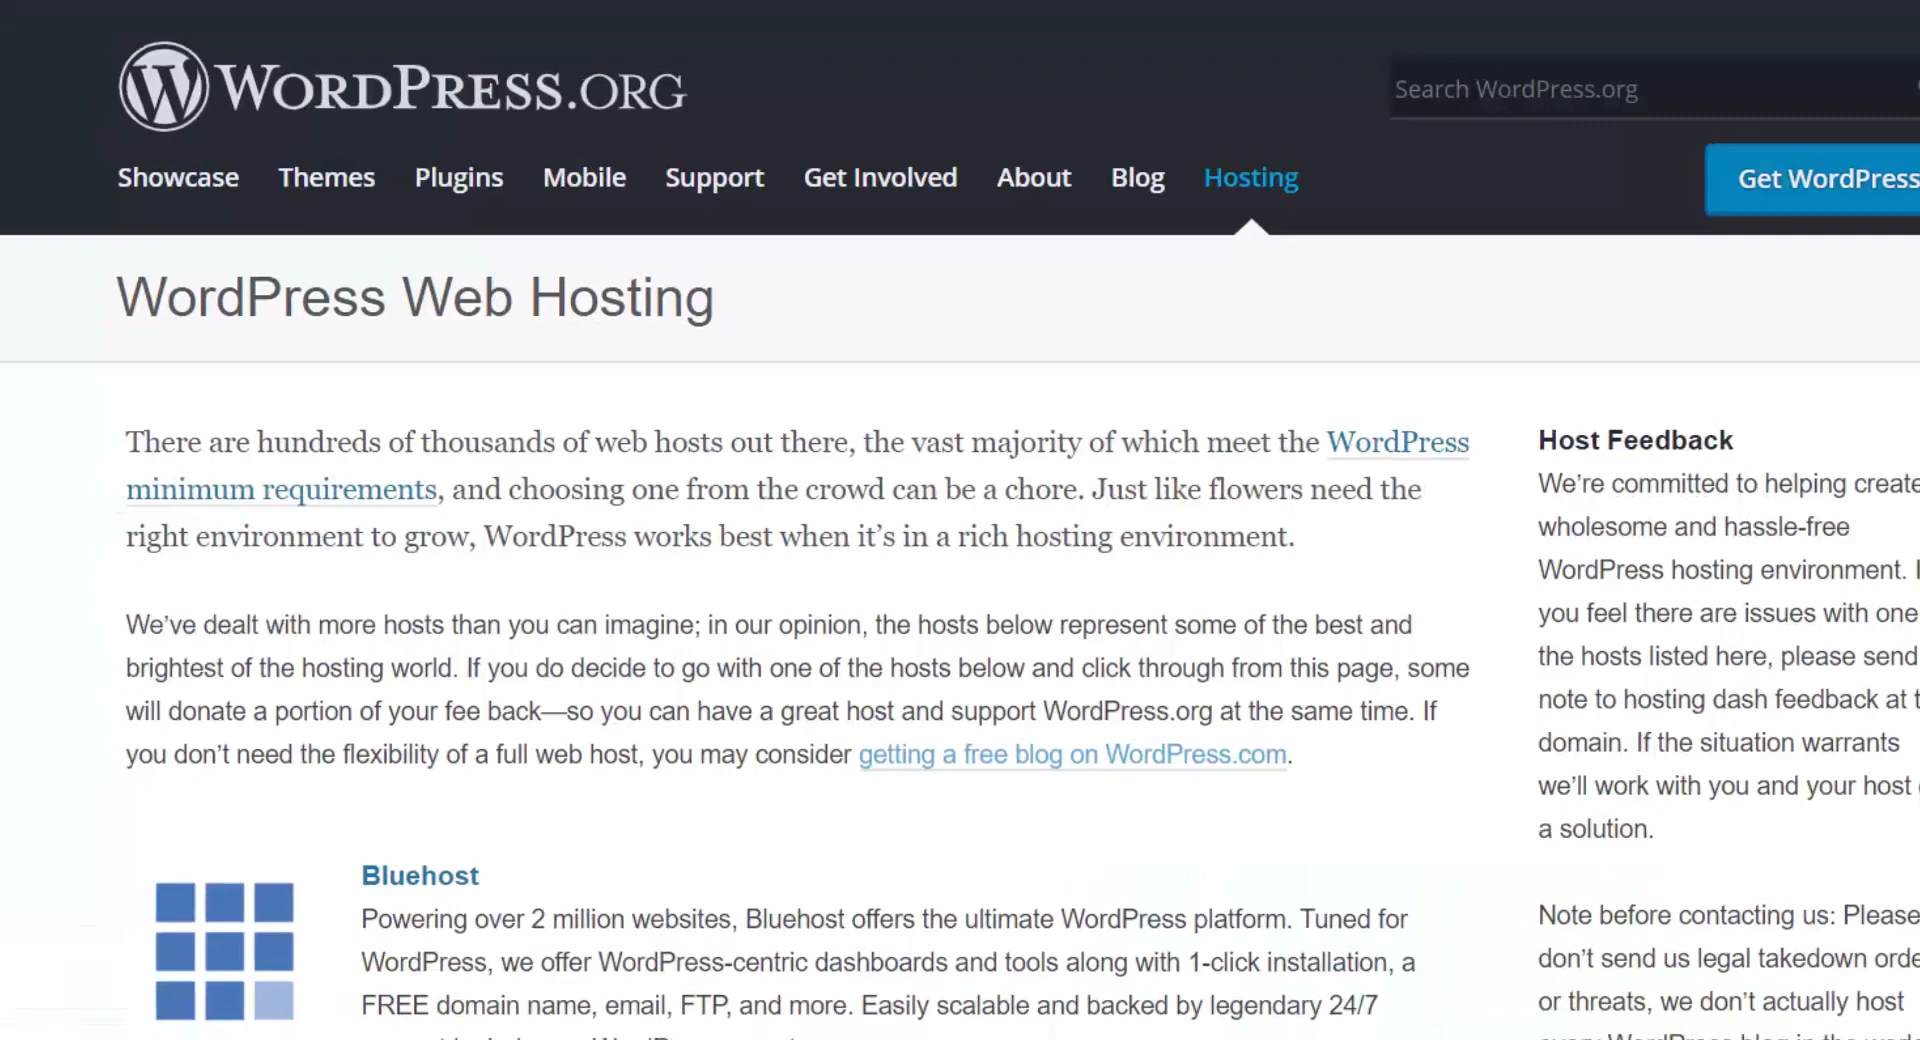 WORDPRESS.ORG
Search WordPress.org
Showcase Themes Plugins Mobile Support Get Involved About Blog Hosting
Get WordPress
WordPress Web Hosting
There are hundreds of thousands of web hosts out there, the vast majority of which meet the WordPress
minimum requirements, and choosing one from the crowd can be a chore. Just like flowers need the
right environment to grow, WordPress works best when it’s in a rich hosting environment.
We’ve dealt with more hosts than you can imagine; in our opinion, the hosts below represent some of the best and
brightest of the hosting world. If you do decide to go with one of the hosts below and click through from this page, some
will donate a portion of your fee back—so you can have a great host and support WordPress.org at the same time. If
you don’t need the flexibility of a full web host, you may consider getting a free blog on WordPress.com.
Bluehost
Powering over 2 million websites, Bluehost offers the ultimate WordPress platform. Tuned for
WordPress, we offer WordPress-centric dashboards and tools along with 1-click installation, a
FREE domain name, email, FTP, and more. Easily scalable and backed by legendary 24/7
Host Feedback
We’re committed to helping create
wholesome and hassle-free
WordPress hosting environment.
you feel there are issues with one
the hosts listed here, please send
note to hosting dash feedback at
domain. If the situation warrants
we’ll work with you and your host
a solution.
Note before contacting us: Please
don’t send us legal takedown
or threats, we don’t actually host